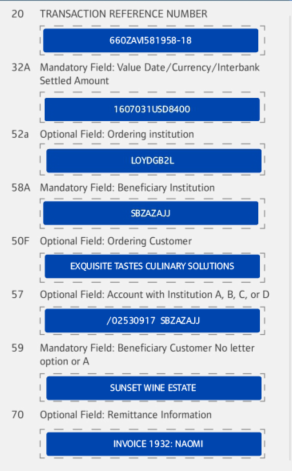 20 TRANSACTION REFERENCE NUMBER
660ZAVI581958-18
32A Mandatory Field: Value Date/Currency/Interbank
Settled Amount
1607031USD8400
52a Optional Field: Ordering institution
LOYDGB2L
58A Mandatory Field: Beneficiary Institution
SBZAZAJJ
50F Optional Field: Ordering Customer
EXQUISITE TASTES CULINARY SOLUTIONS
57 Optional Field: Account with Institution A, B, C, or D
/02530917 SBZAZAJJ
59 Mandatory Field: Beneficiary Customer No letter
option or A
SUNSET WINE ESTATE
70 Optional Field: Remittance Information
INVOICE 1932: NAOMI